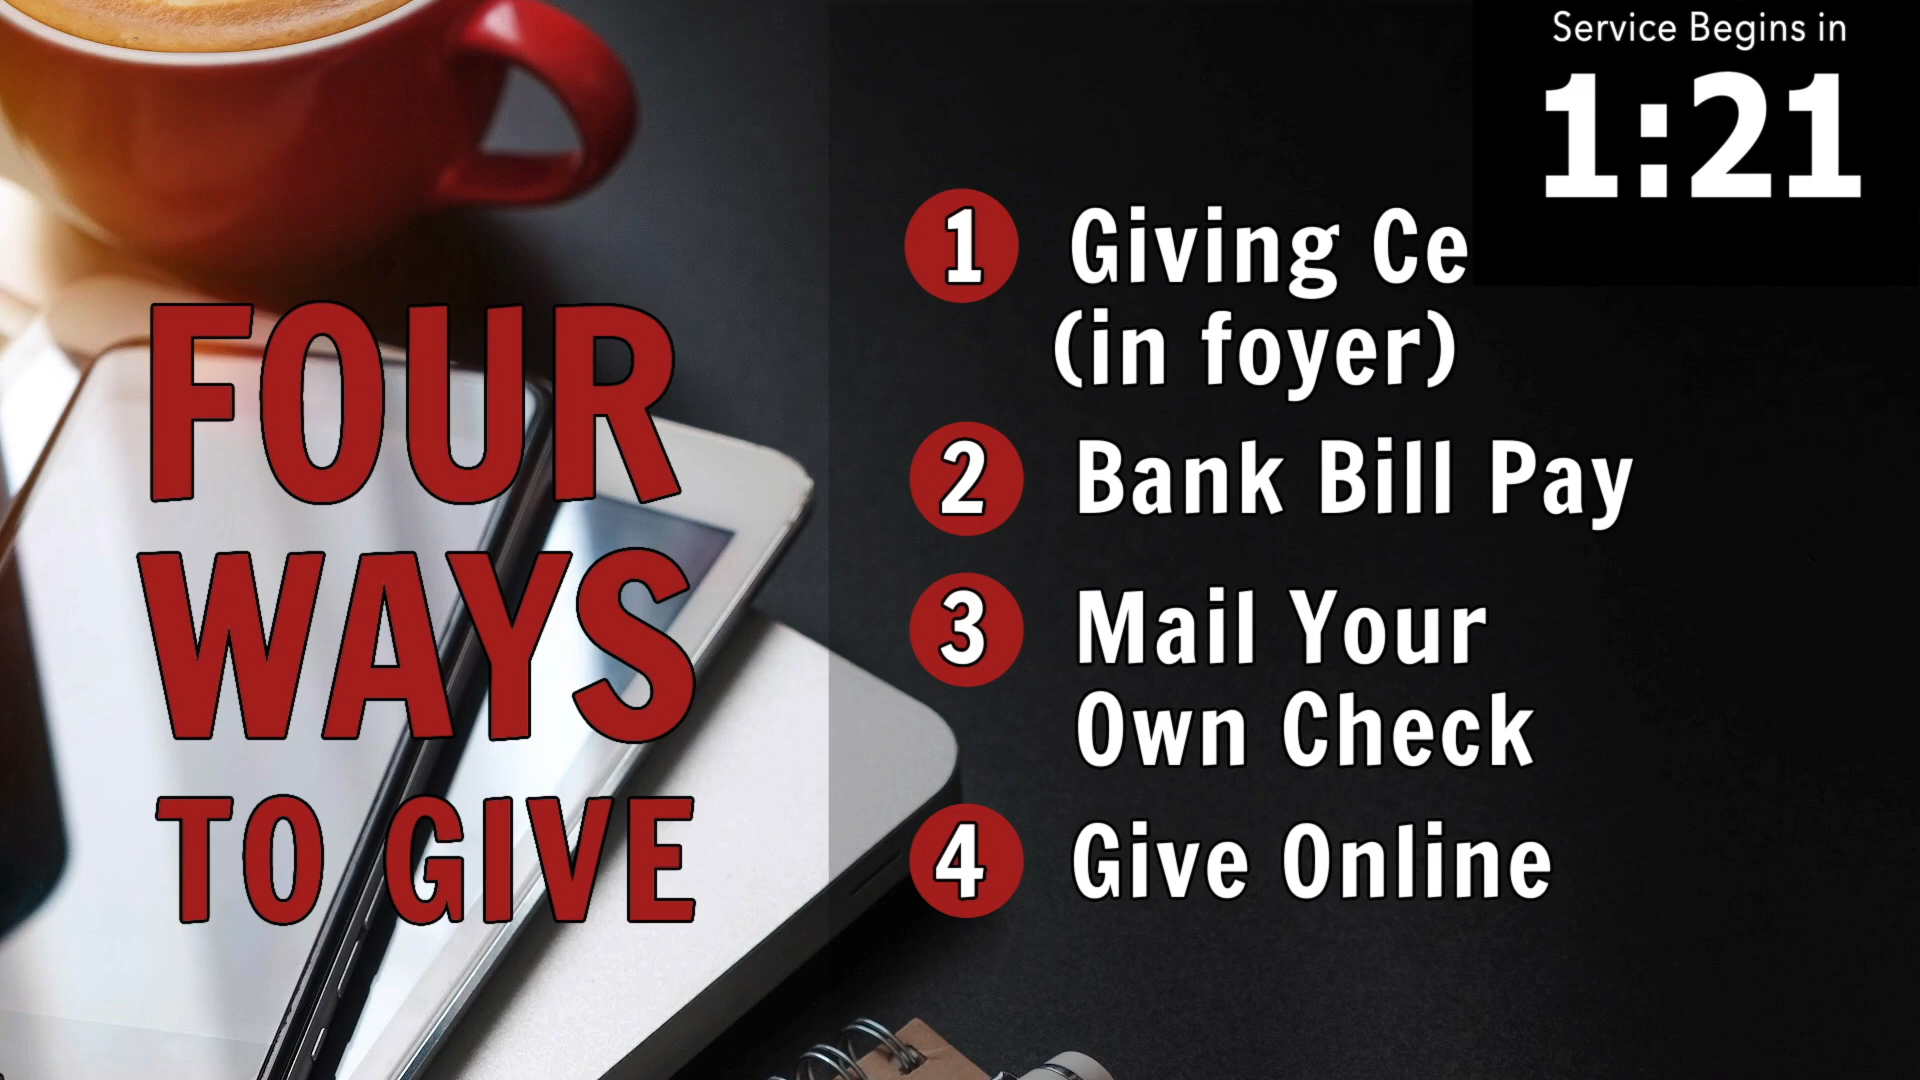 Service Begins in
1:21
FOUR
WAYS
TO GIVE
1 Giving Ce
(in foyer)
2 Bank Bill Pay
3 Mail Your
Own Check
4 Give Online